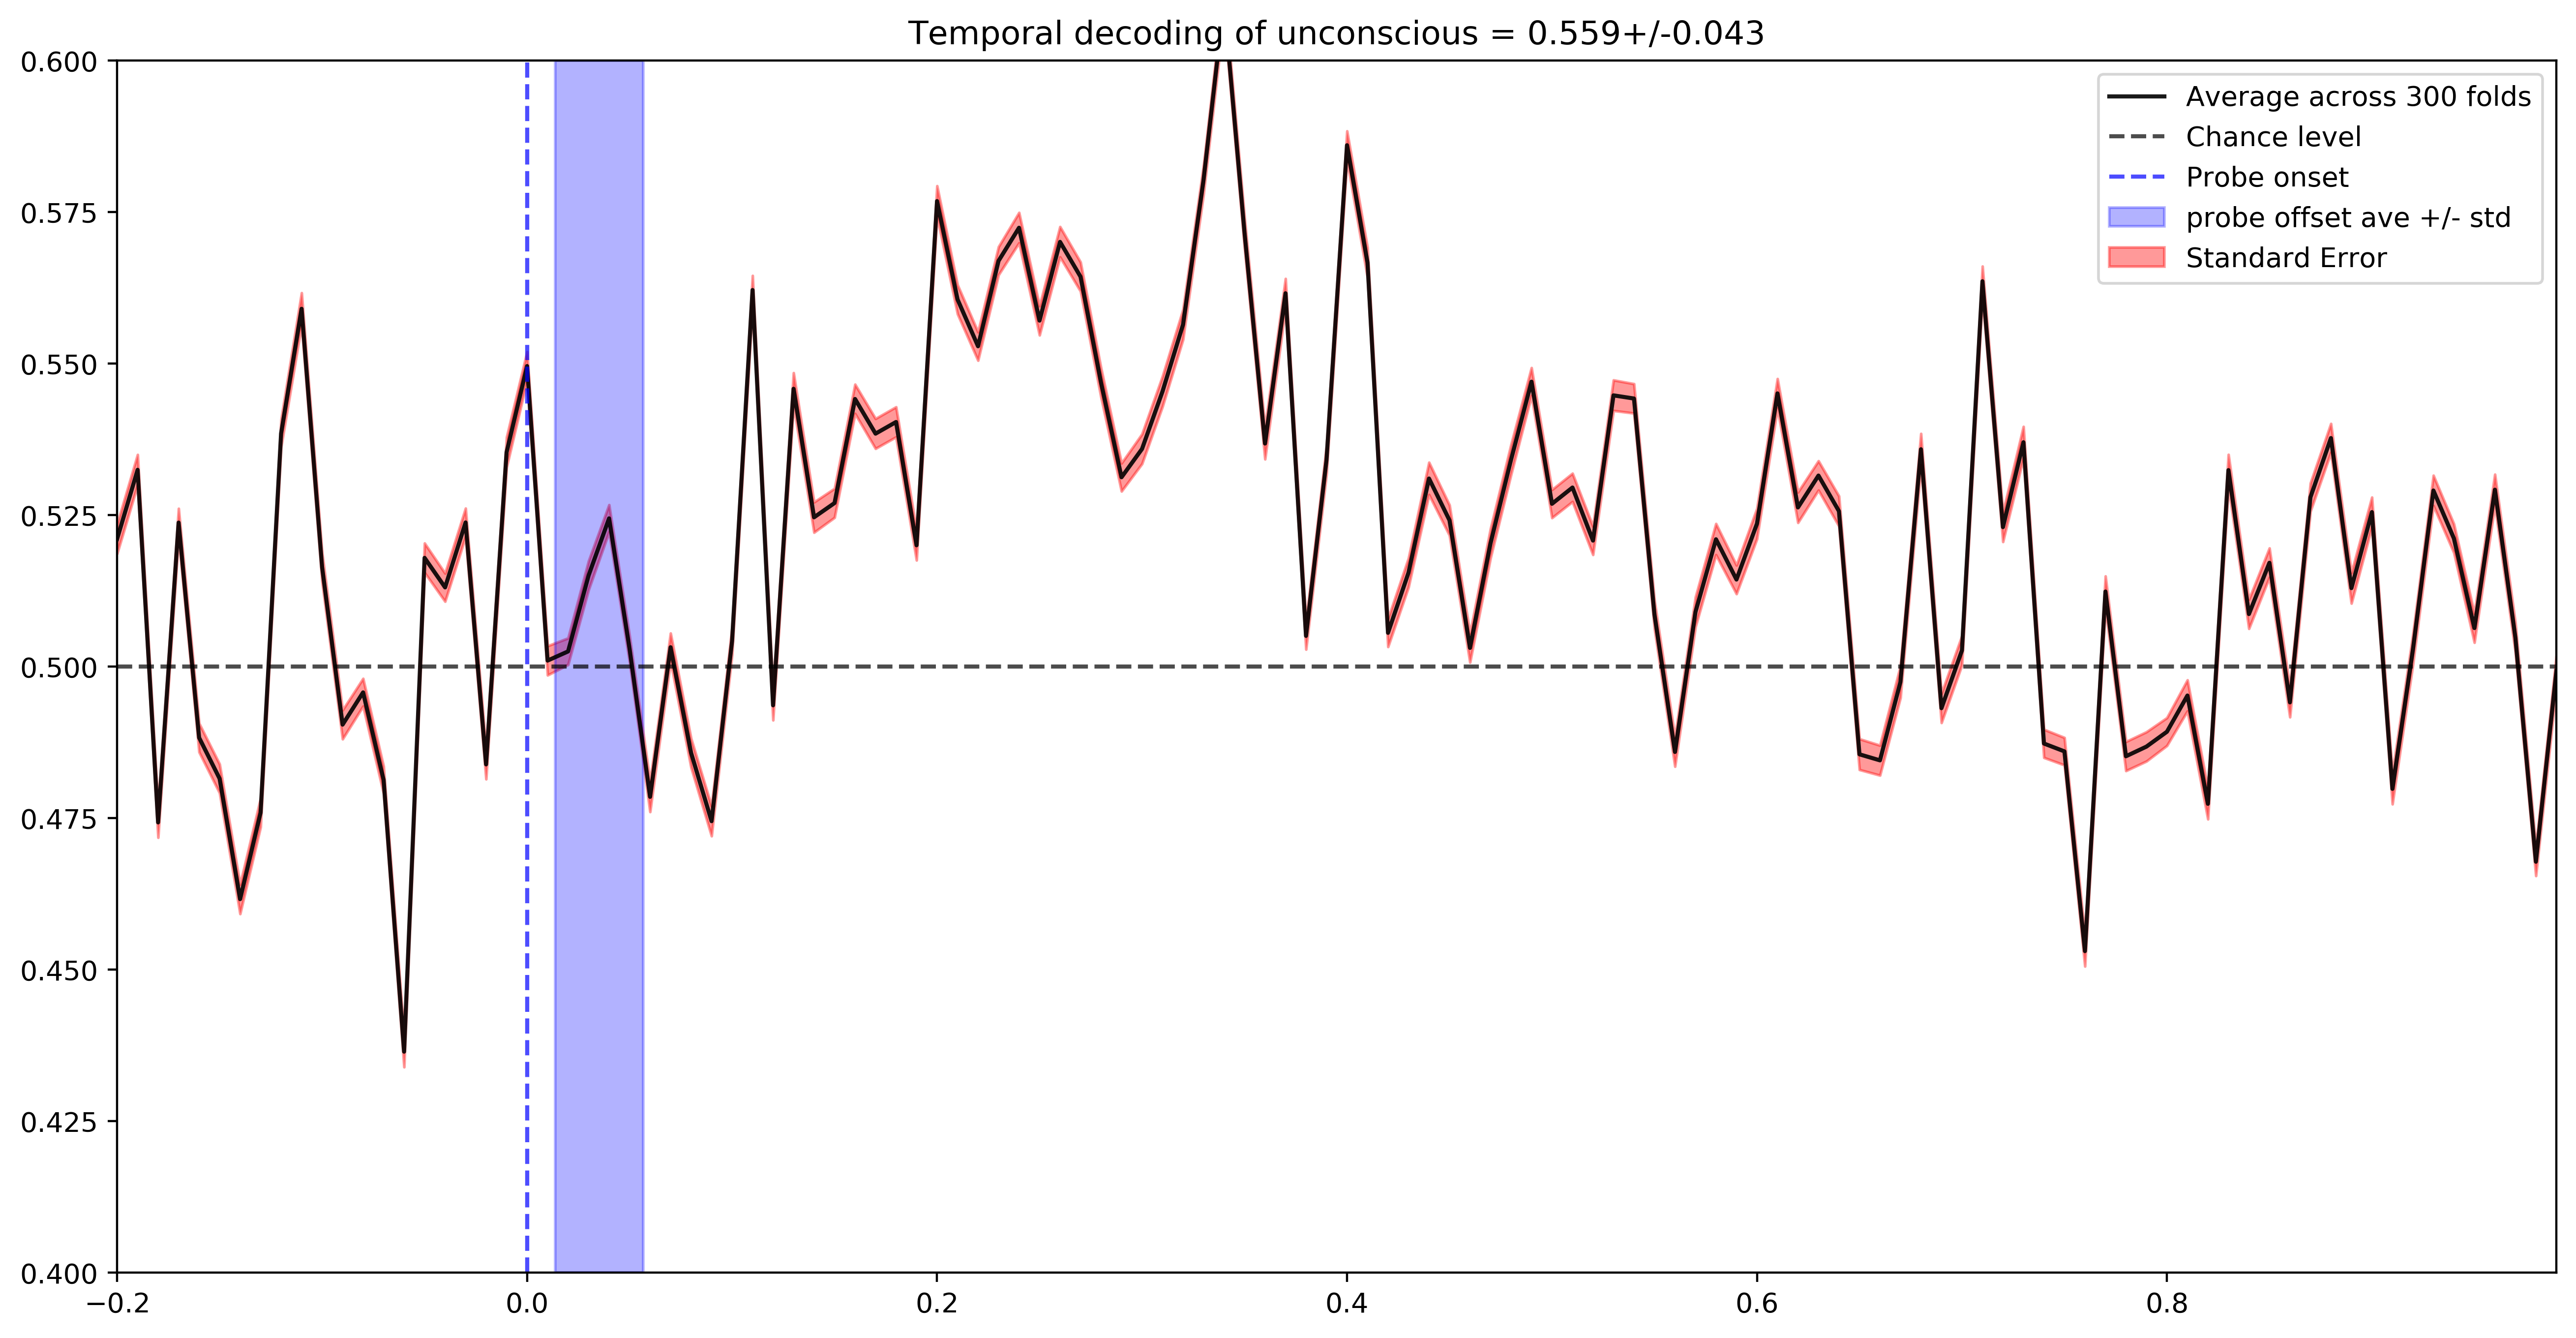 Temporal decoding of unconscious = 0.559+/-0.043
0.600
0.575
0.550
0.525
0.500
0.475
0.450
0.425
0.400
−0.2
0.0
0.2
0.4
0.6
0.8
Average across 300 folds
Chance level
Probe onset
probe offset ave +/- std
Standard Error